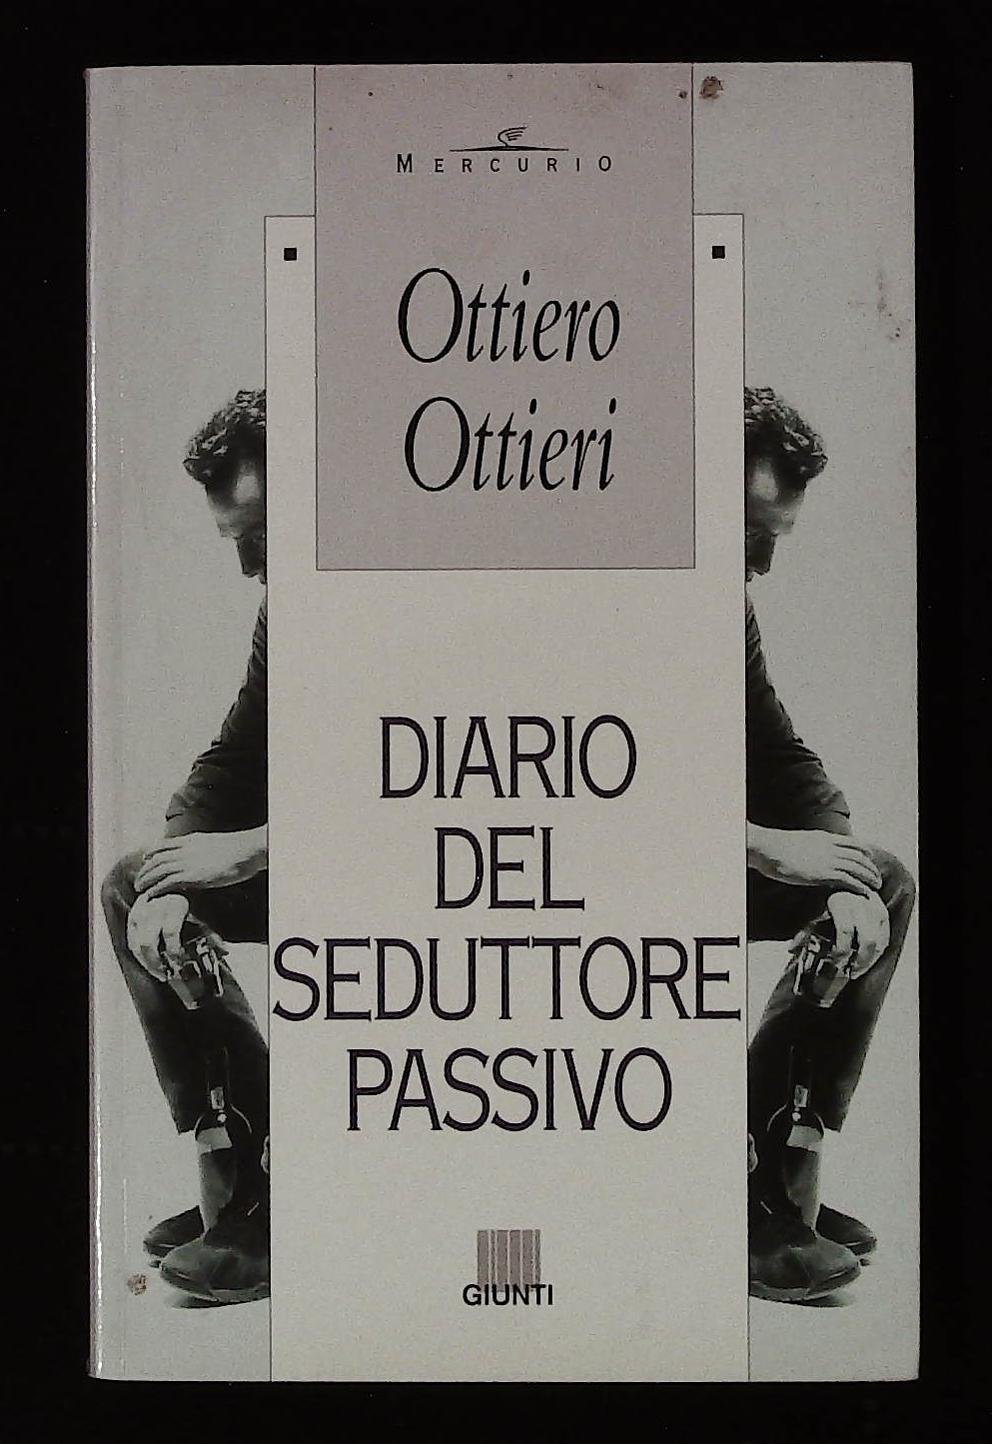 MERCURIO
Ottiero
Ottieri
DIARIO
DEL
SEDUTTORE
PASSIVO
GIUNTI